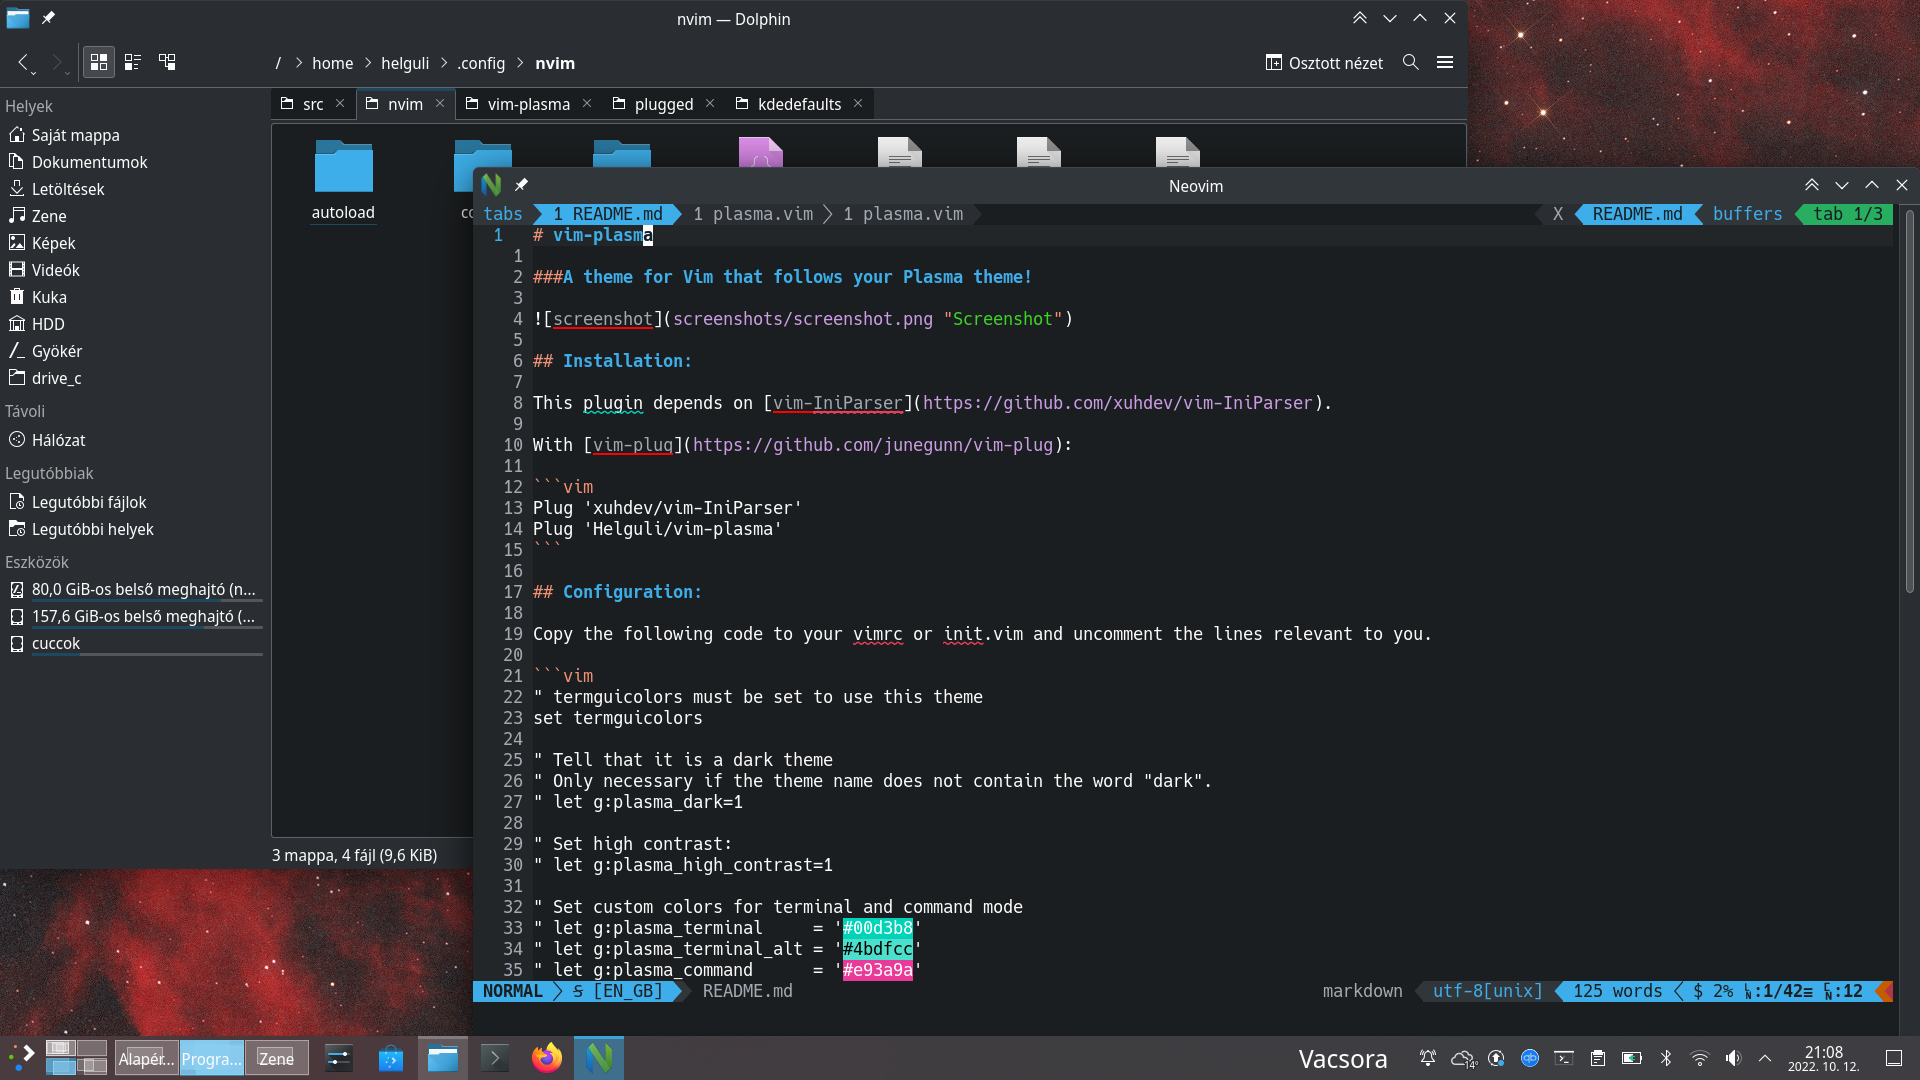 nvim — Dolphin
/ > home > helguli > .config > nvim
Osztott nézet
src
nvim
vim-plasma
plugged
kdedefaults
Helyek
Saját mappa
Dokumentumok
Letöltések
Zene
Képek
Videók
Kuka
HDD
Gyökér
drive_c
Távoli
Hálózat
Legutóbbiak
Legutóbbi fájlok
Legutóbbi helyek
Eszközök
80,0 GiB-os belső meghajtó (n...
157,6 GiB-os belső meghajtó (...
cuccok
autoload
3 mappa, 4 fájl (9,6 KiB)
Neovim
tabs 1 README.md 1 plasma.vim 1 plasma.vim X README.md buffers tab 1/3
1 # vim-plasma
1
2 ###A theme for Vim that follows your Plasma theme!
3
4 ![screenshot](screenshots/screenshot.png "Screenshot")
5
6 ## Installation:
7
8 This plugin depends on [vim-IniParser](https://github.com/xuhdev/vim-IniParser).
9
10 With [vim-plug](https://github.com/junegunn/vim-plug):
11
12 ```vim
13 Plug 'xuhdev/vim-IniParser'
14 Plug 'Helguli/vim-plasma'
15 ```
16
17 ## Configuration:
18
19 Copy the following code to your vimrc or init.vim and uncomment the lines relevant to you.
20
21 ```vim
22 " termguicolors must be set to use this theme
23 set termguicolors
24
25 " Tell that it is a dark theme
26 " Only necessary if the theme name does not contain the word "dark".
27 " let g:plasma_dark=1
28
29 " Set high contrast:
30 " let g:plasma_high_contrast=1
31
32 " Set custom colors for terminal and command mode
33 " let g:plasma_terminal     = '#00d3b8'
34 " let g:plasma_terminal_alt = '#4bdfcc'
35 " let g:plasma_command      = '#e93a9a'
NORMAL S [EN_GB] README.md markdown utf-8[unix] 125 words $ 2% :1/42≡ :12
Alapér...
Progra...
Zene
Vacsora
14°
21:08
2022. 10. 12.